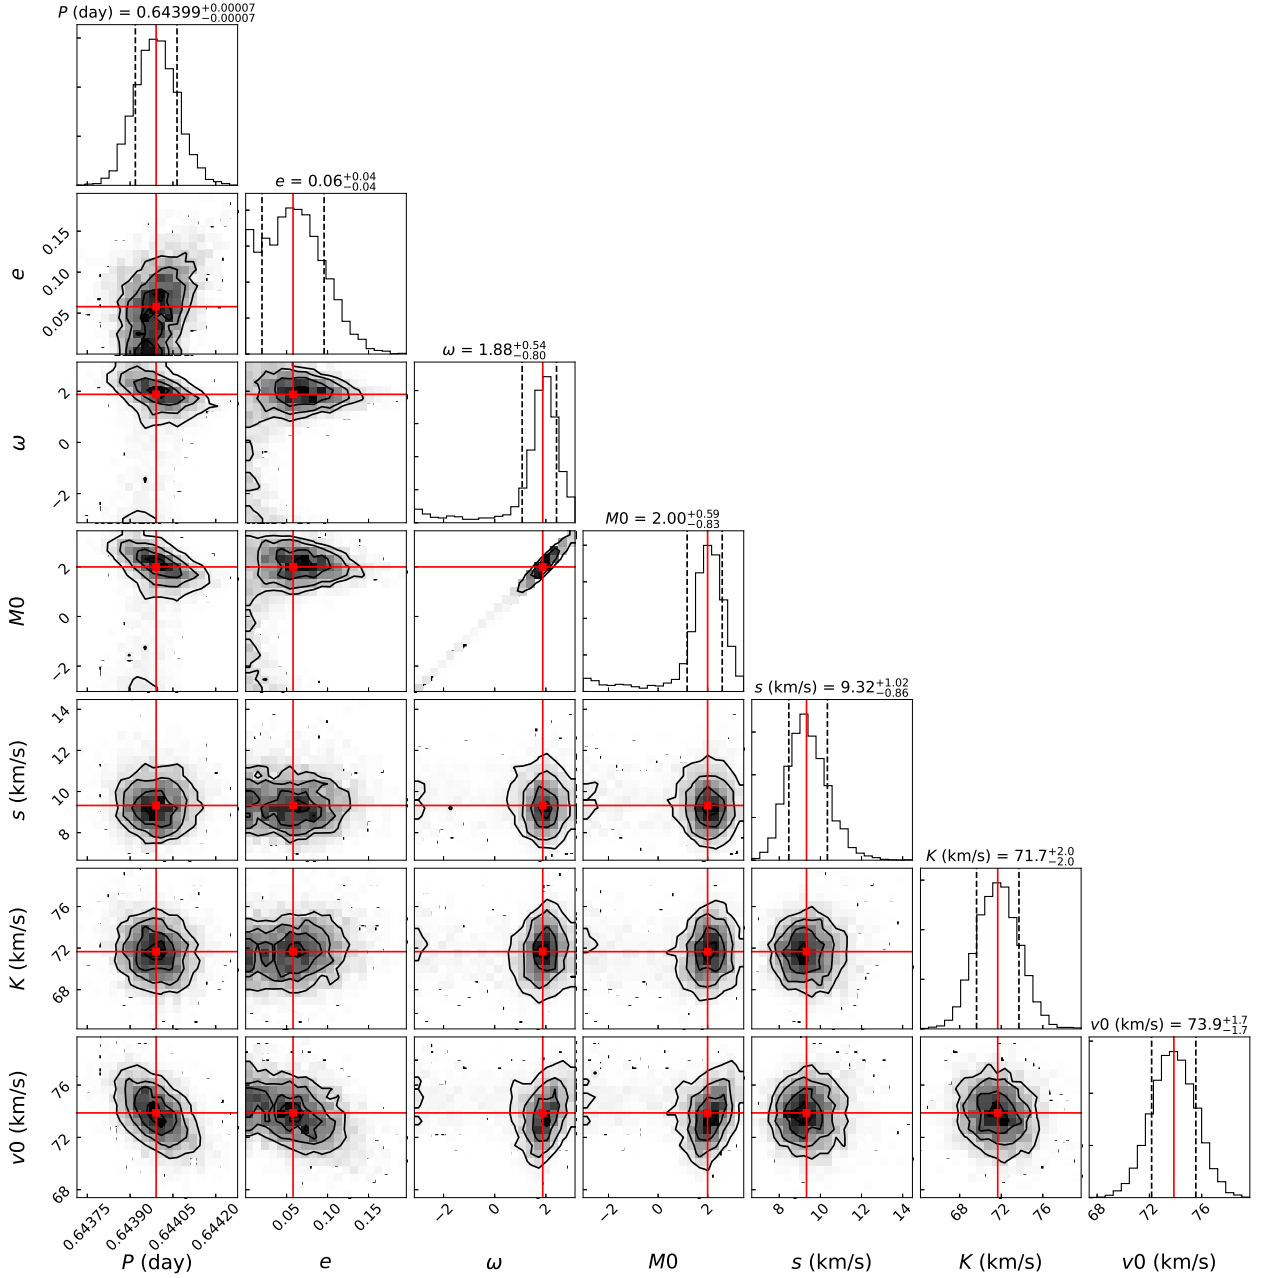 P (day) = 0.64399+0.00007 −0.00007
e = 0.06+0.04 −0.04
e
0.15
0.10
0.05
ω = 1.88+0.54 −0.80
ω
2
0
−2
M0 = 2.00+0.59 −0.83
M0
2
0
−2
s (km/s) = 9.32+1.02 −0.86
s (km/s)
14
12
10
8
K (km/s) = 71.7+2.0 −2.0
K (km/s)
76
72
68
v0 (km/s) = 73.9+1.7 −1.7
v0 (km/s)
76
72
68
0.64375 0.64390 0.64405 0.64420 0.05 0.10 0.15 −2 0 2 −2 0 2 8 10 12 14 68 72 76 68 72 76
P (day) e ω M0 s (km/s) K (km/s) v0 (km/s)